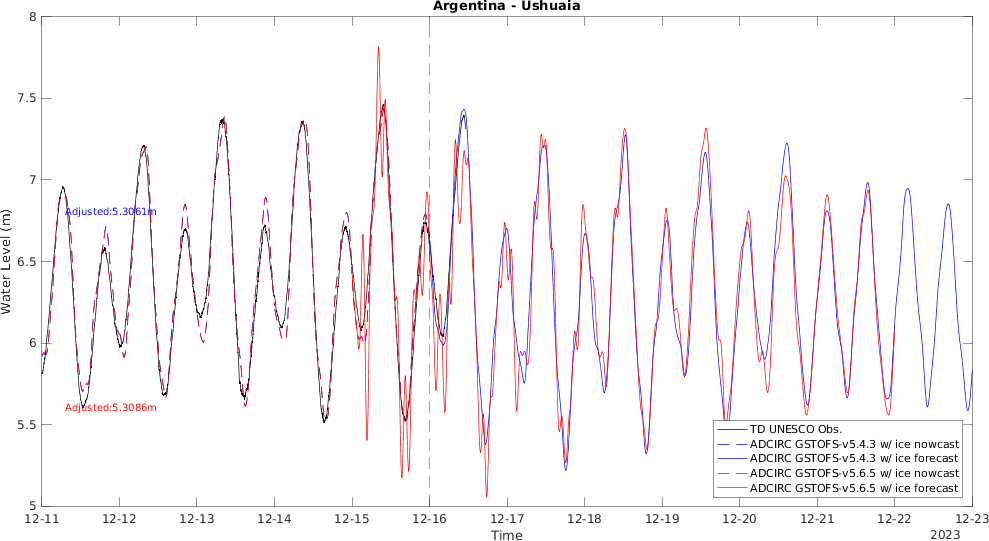 Argentina - Ushuaia
8
7.5
7
6.5
6
5.5
5
Water Level (m)
Adjusted:5.3061m
Adjusted:5.3086m
TD UNESCO Obs.
ADCIRC GSTOFS-v5.4.3 w/ ice nowcast
ADCIRC GSTOFS-v5.4.3 w/ ice forecast
ADCIRC GSTOFS-v5.6.5 w/ ice nowcast
ADCIRC GSTOFS-v5.6.5 w/ ice forecast
12-11 12-12 12-13 12-14 12-15 12-16 12-17 12-18 12-19 12-20 12-21 12-22 12-23
Time
2023